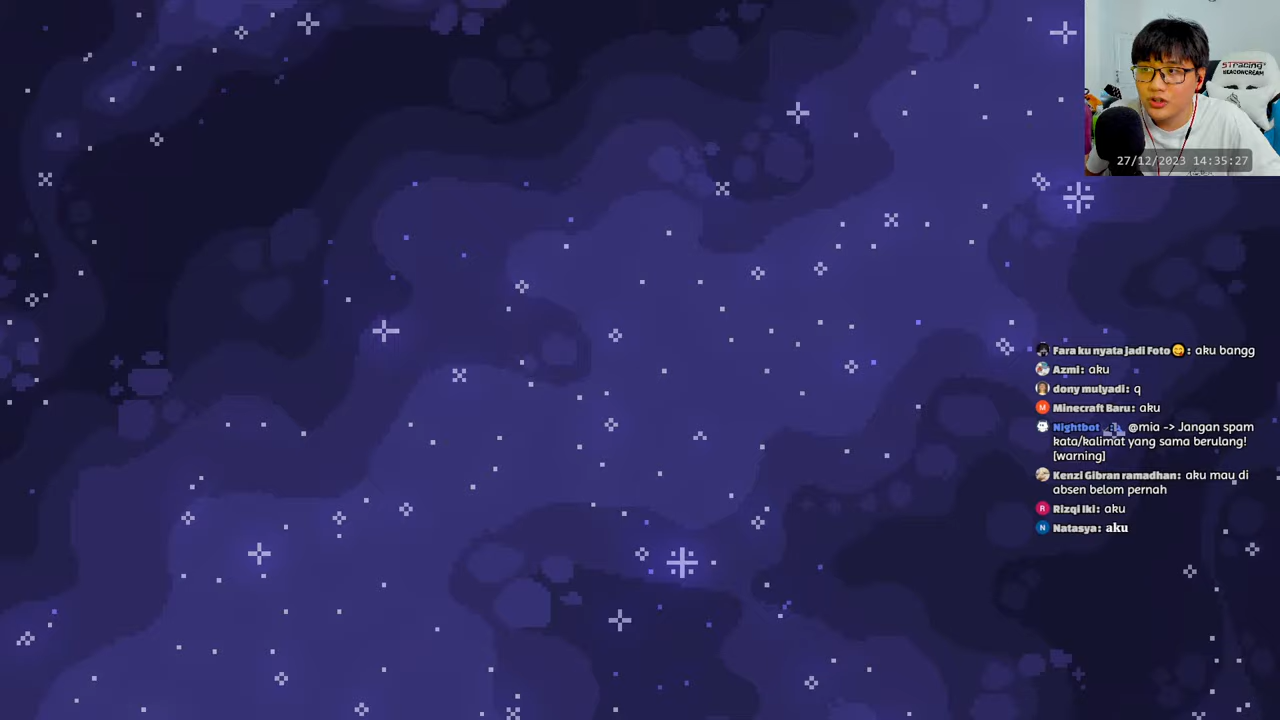 STracing
SEASONCREAM
27/12/2023 14:35:27
Fara ku nyata jadi Foto😋: aku bangg
Azmi: aku
dony mulyadi: q
Minecraft Baru: aku
Nightbot @mia -> Jangan spam
kata/kalimat yang sama berulang!
[warning]
Kenzi Gibran ramadhan: aku mau di
absen belom pernah
Rizqi Iki: aku
Natasya: aku